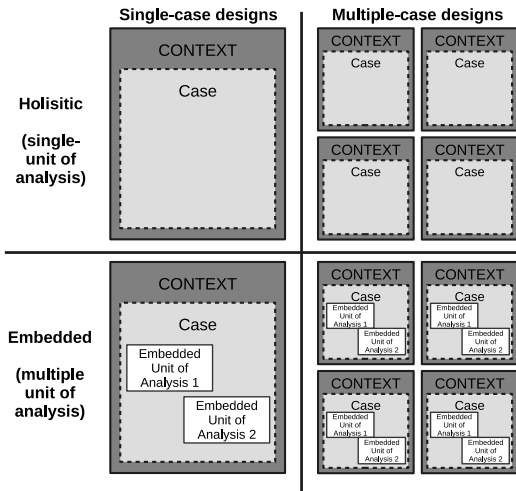 Single-case designs
Multiple-case designs
Holisitic
(single-
unit of
analysis)
CONTEXT
Case
CONTEXT
Case
CONTEXT
Case
CONTEXT
Case
CONTEXT
Case
Embedded
(multiple
unit of
analysis)
CONTEXT
Case
Embedded
Unit of
Analysis 1
Embedded
Unit of
Analysis 2
CONTEXT
Case
Embedded
Unit of
Analysis 1
Embedded
Unit of
Analysis 2
CONTEXT
Case
Embedded
Unit of
Analysis 1
Embedded
Unit of
Analysis 2
CONTEXT
Case
Embedded
Unit of
Analysis 1
Embedded
Unit of
Analysis 2
CONTEXT
Case
Embedded
Unit of
Analysis 1
Embedded
Unit of
Analysis 2